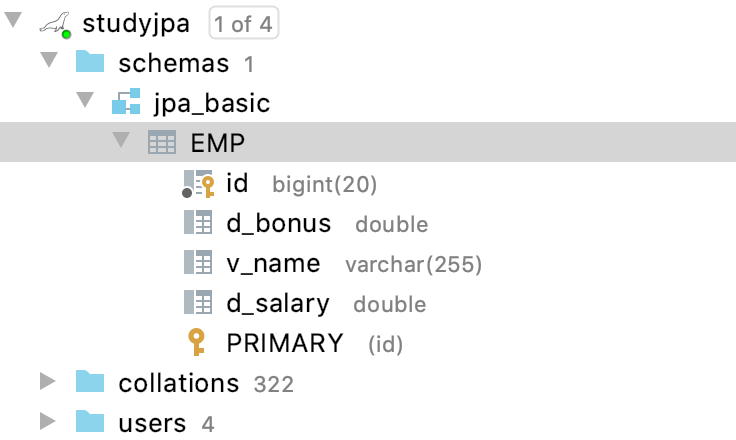 studyjpa 1 of 4
schemas 1
jpa_basic
EMP
id bigint(20)
d_bonus double
v_name varchar(255)
d_salary double
PRIMARY (id)
collations 322
users 4